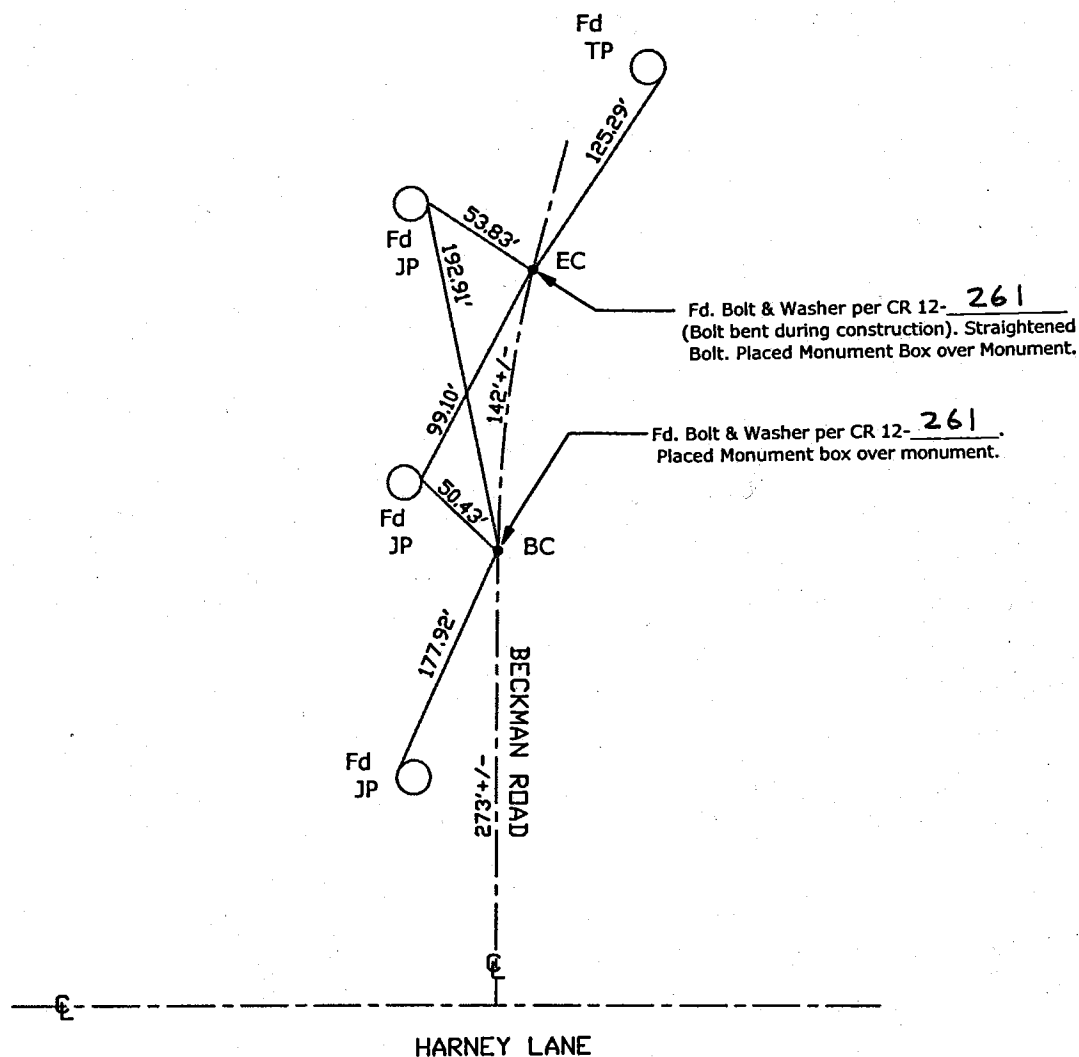 Fd
TP
125.29'
53.83'
Fd
JP
192.91'
EC
Fd. Bolt & Washer per CR 12- 261
(Bolt bent during construction). Straightened
Bolt. Placed Monument Box over Monument.
142'+/-
99.10'
Fd. Bolt & Washer per CR 12- 261.
Placed Monument box over monument.
50.43'
Fd
JP
BC
177.92'
BECKMAN ROAD
273'+/-
Fd
JP
CL
CL
HARNEY LANE